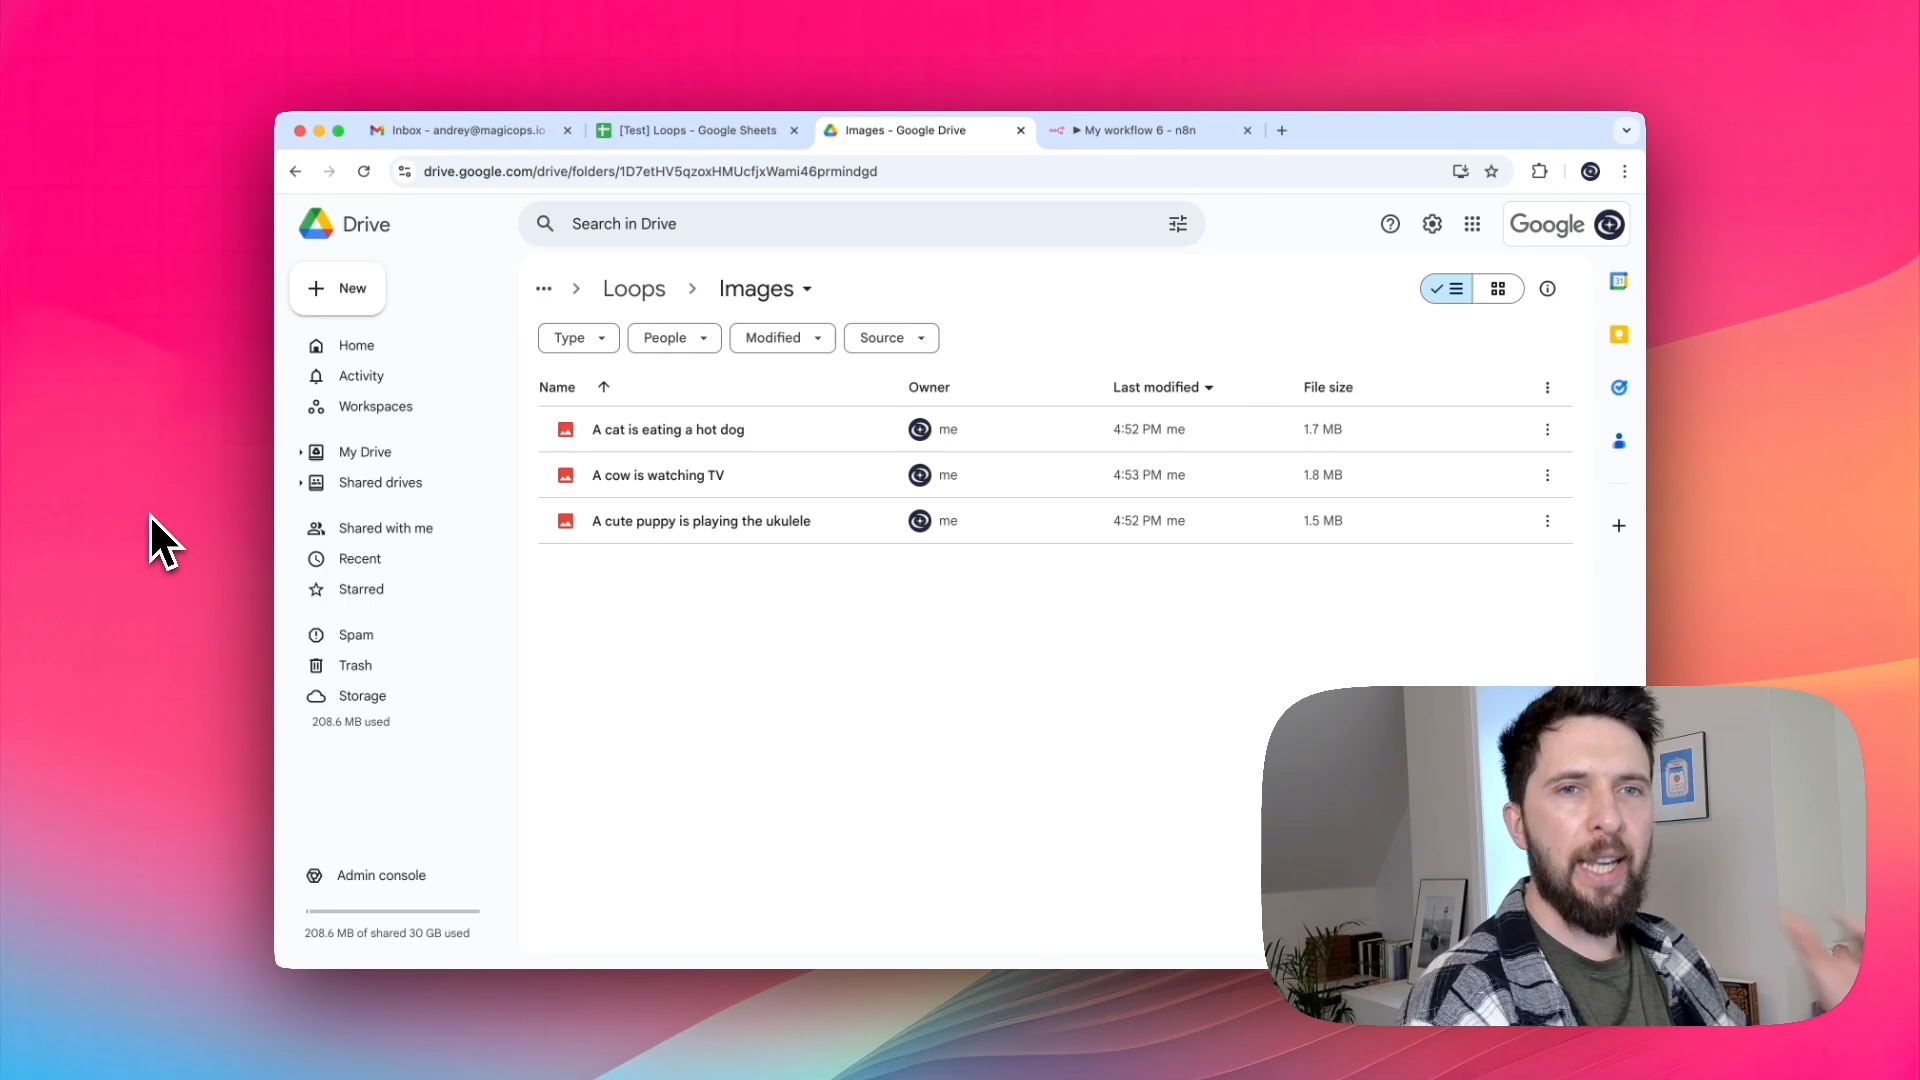 Inbox - andrey@magicops.io
[Test] Loops - Google Sheets
Images - Google Drive
My workflow 6 - n8n
drive.google.com/drive/folders/1D7etHV5qzoxHMUcfjxWami46prmindgd
Drive
Search in Drive
Google
New
Loops
Images
Type
People
Modified
Source
Name
Owner
Last modified
File size
A cat is eating a hot dog
me
4:52 PM me
1.7 MB
A cow is watching TV
me
4:53 PM me
1.8 MB
A cute puppy is playing the ukulele
me
4:52 PM me
1.5 MB
Home
Activity
Workspaces
My Drive
Shared drives
Shared with me
Recent
Starred
Spam
Trash
Storage
208.6 MB used
Admin console
208.6 MB of shared 30 GB used
31